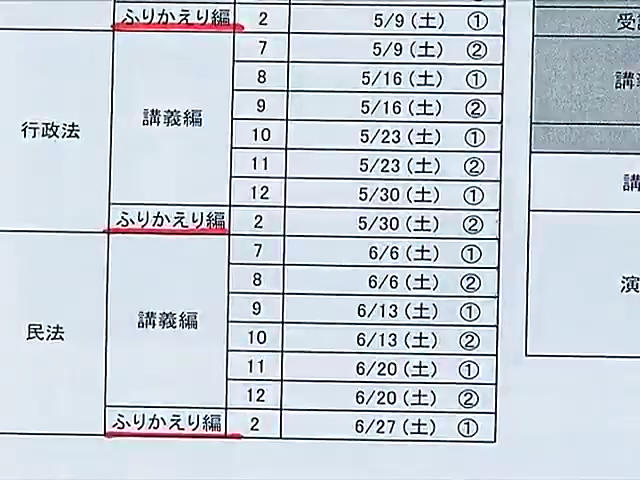 ふりかえり編 2 5/9(土) ①
7 5/9(土) ②
8 5/16(土) ①
9 5/16(土) ②
行政法 講義編 10 5/23(土) ①
11 5/23(土) ②
12 5/30(土) ①
ふりかえり編 2 5/30(土) ②
7 6/6(土) ①
8 6/6(土) ②
9 6/13(土) ①
民法 講義編 10 6/13(土) ②
11 6/20(土) ①
12 6/20(土) ②
ふりかえり編 2 6/27(土) ①
受
講
講
演